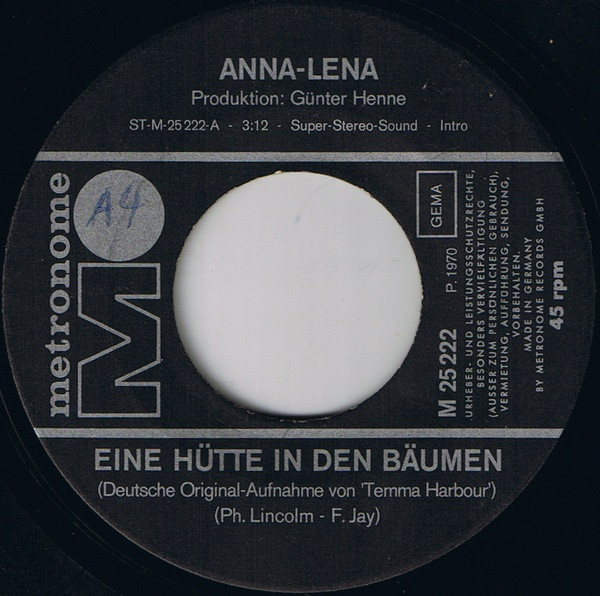 ANNA-LENA
Produktion: Günter Henne
ST-M-25 222-A - 3:12 - Super-Stereo-Sound - Intro
metronome
M
A4
GEMA
M 25 222
P. 1970
URHEBER- UND LEISTUNGSSCHUTZRECHTE,
BESONDERS VERVIELFÄLTIGUNG
(AUSSER ZUM PERSÖNLICHEN GEBRAUCH),
VERMIETUNG, AUFFÜHRUNG, SENDUNG,
VORBEHALTEN.
MADE IN GERMANY
BY METRONOME RECORDS GMBH
45 rpm
EINE HÜTTE IN DEN BÄUMEN
(Deutsche Original-Aufnahme von 'Temma Harbour')
(Ph. Lincolm - F. Jay)